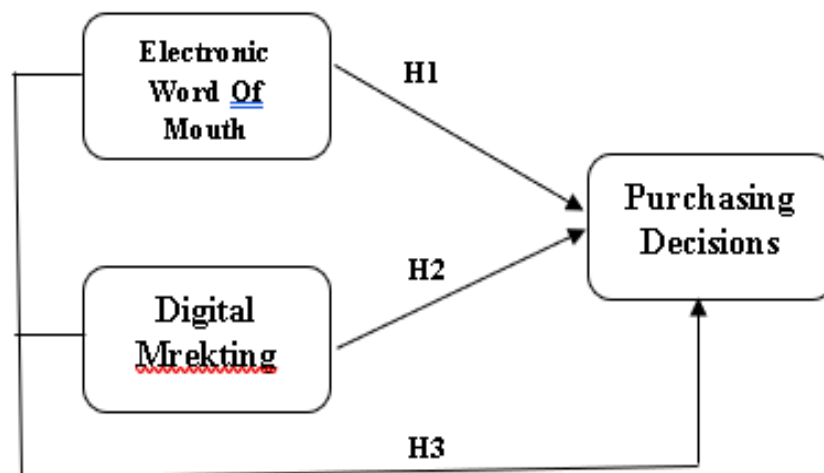 Electronic
Word Of
Mouth
H1
Purchasing
Decisions
H2
Digital
Mrekting
H3